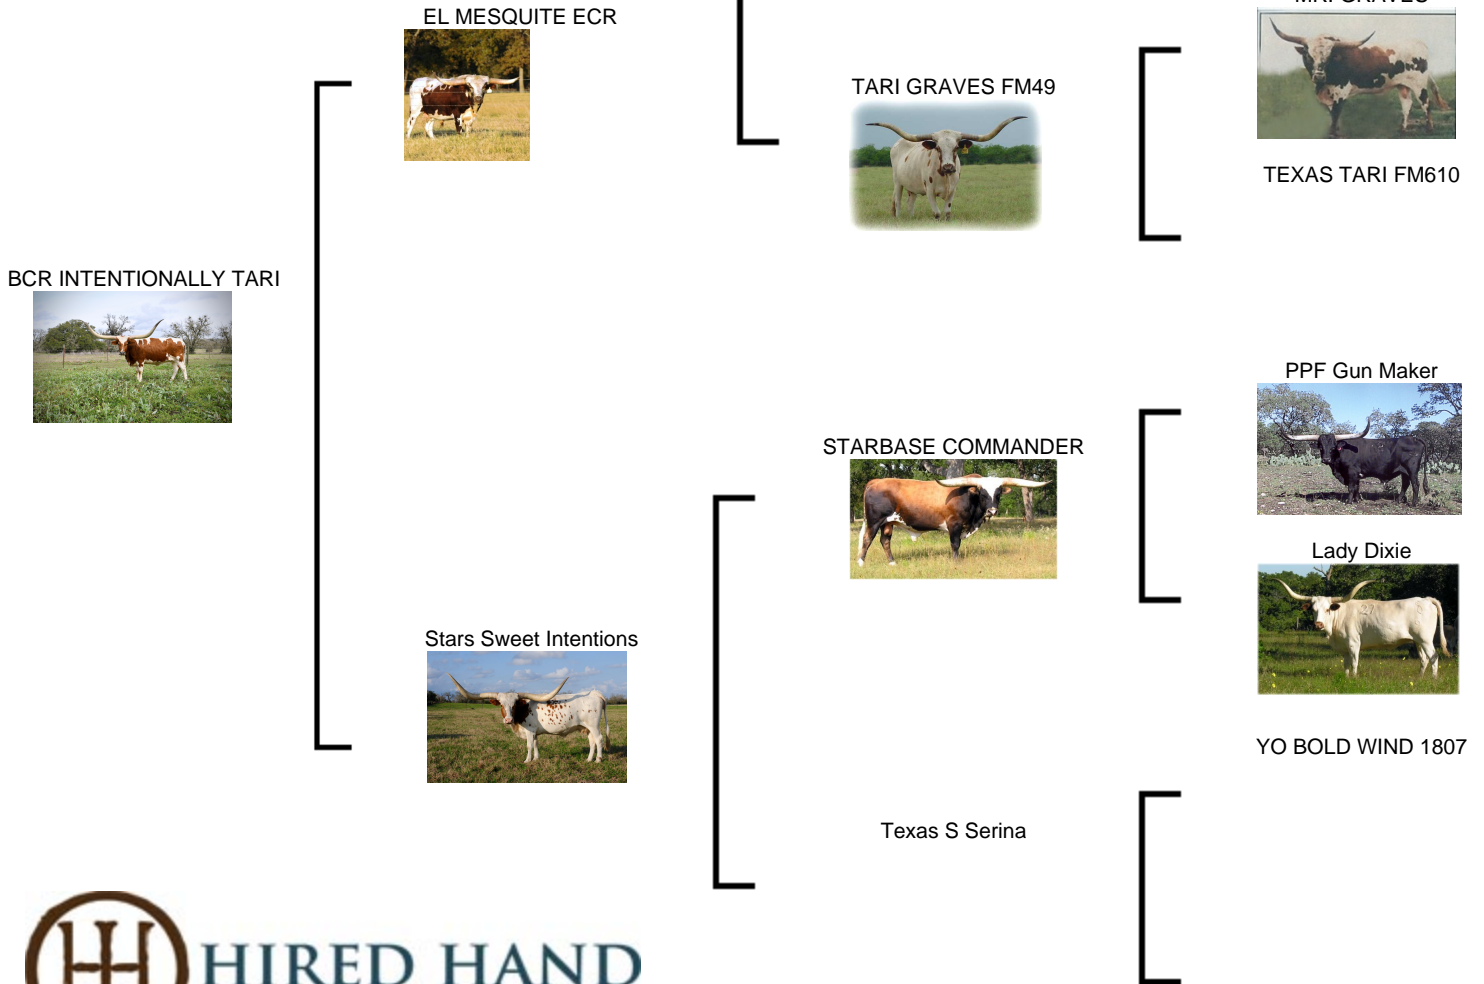 EL MESQUITE ECR
TARI GRAVES FM49
TEXAS TARI FM610
BCR INTENTIONALLY TARI
PPF Gun Maker
STARBASE COMMANDER
Lady Dixie
Stars Sweet Intentions
YO BOLD WIND 1807
Texas S Serina
HIRED HAND